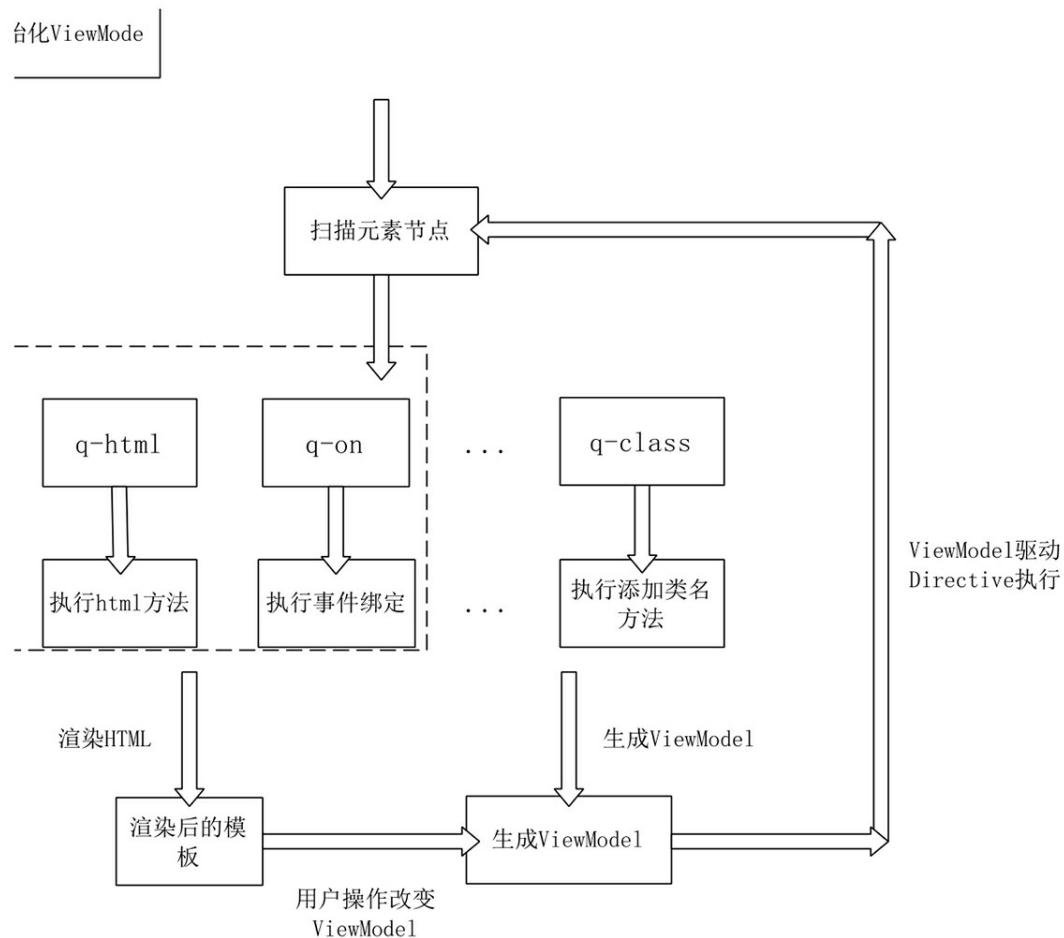 化ViewMode
扫描元素节点
q-html
q-on
...
q-class
ViewModel驱动
Directive执行
执行html方法
执行事件绑定
...
执行添加类名
方法
渲染HTML
生成ViewModel
渲染后的模
板
生成ViewModel
用户操作改变
ViewModel